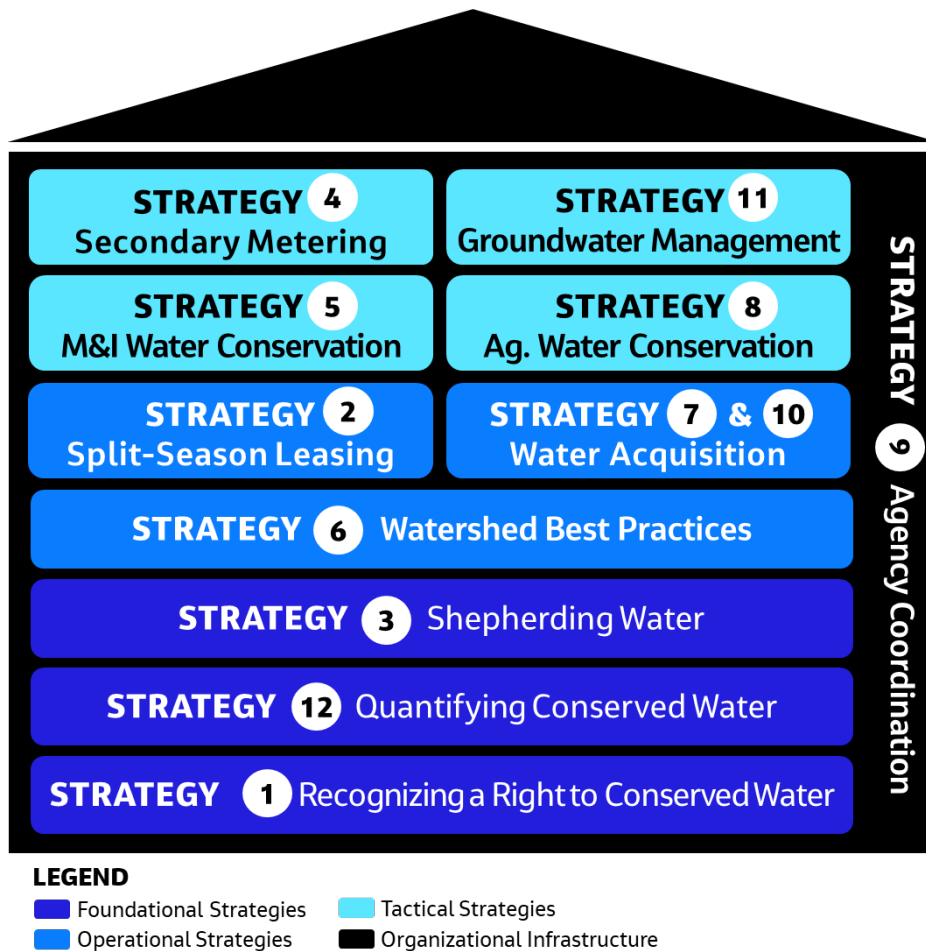 STRATEGY 4
Secondary Metering
STRATEGY 11
Groundwater Management
STRATEGY 5
M&I Water Conservation
STRATEGY 8
Ag. Water Conservation
STRATEGY 2
Split-Season Leasing
STRATEGY 7 & 10
Water Acquisition
STRATEGY 6 Watershed Best Practices
STRATEGY 3 Shepherding Water
STRATEGY 12 Quantifying Conserved Water
STRATEGY 1 Recognizing a Right to Conserved Water
STRATEGY 9 Agency Coordination
LEGEND
Foundational Strategies
Tactical Strategies
Operational Strategies
Organizational Infrastructure